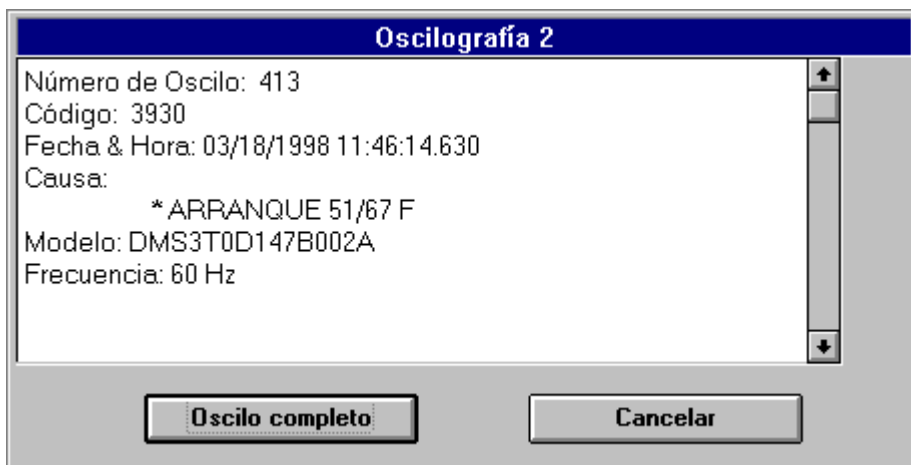 Oscilografía 2
Número de Oscilo: 413
Código: 3930
Fecha & Hora: 03/18/1998 11:46:14.630
Causa:
* ARRANQUE 51/67 F
Modelo: DMS3T0D147B002A
Frecuencia: 60 Hz
Oscilo completo
Cancelar